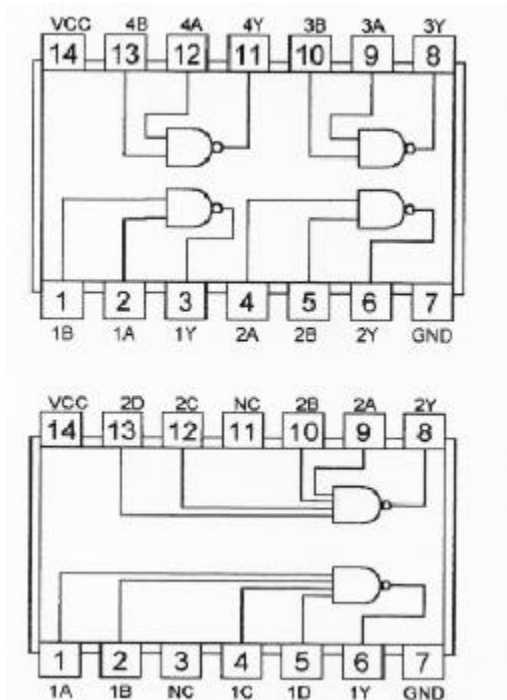 VCC 4B 4A 4Y 3B 3A 3Y
14 13 12 11 10 9 8
1 2 3 4 5 6 7
1B 1A 1Y 2A 2B 2Y GND
VCC 2D 2C NC 2B 2A 2Y
14 13 12 11 10 9 8
1 2 3 4 5 6 7
1A 1B NC 1C 1D 1Y GND